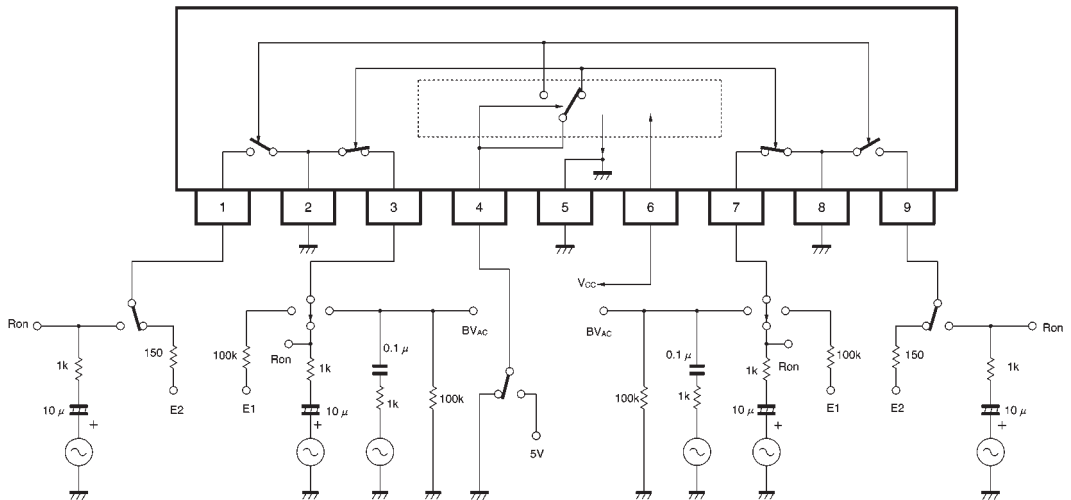 1 2 3 4 5 6 7 8 9
VCC
Ron 1k 10 μ + 150 E2
100k E1 Ron 1k 10 μ + 0.1 μ 1k 100k BVAC
5V
BVAC 100k 0.1 μ 1k 1k 10 μ + Ron 100k E1
150 E2 1k 10 μ + Ron